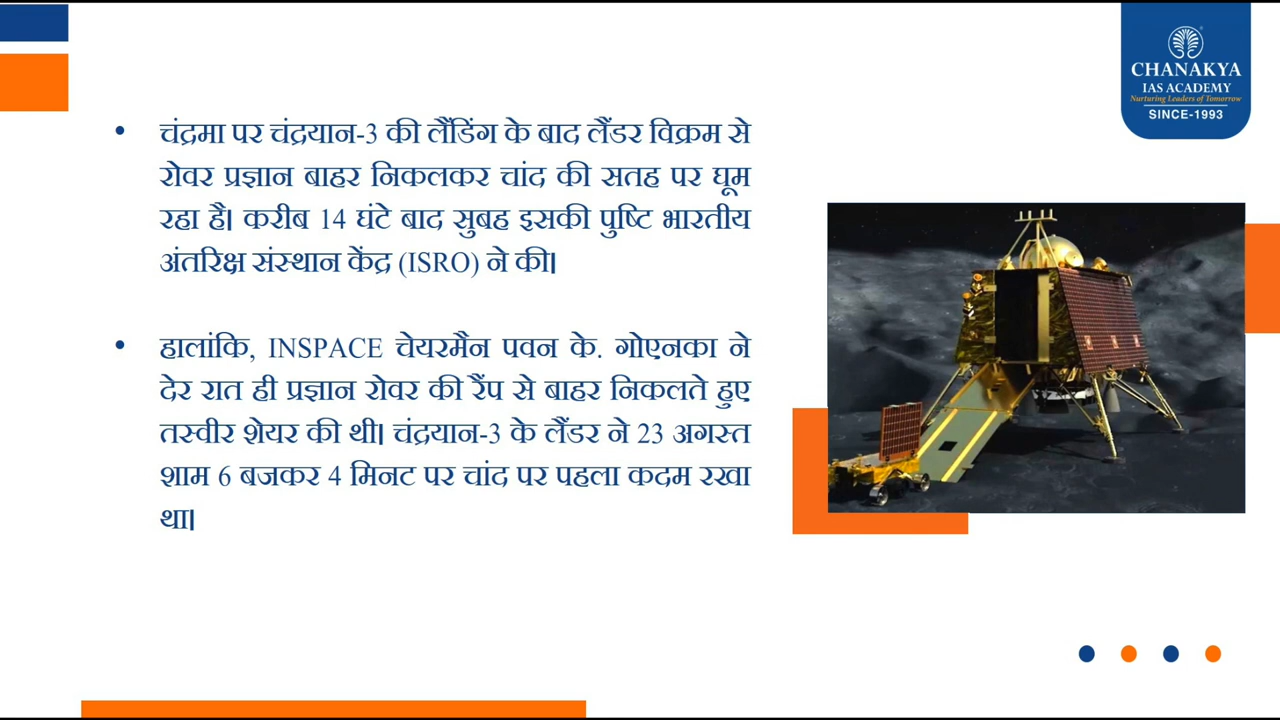 CHANAKYA
IAS ACADEMY
Nurturing Leaders of Tomorrow
SINCE-1993
• चंद्रमा पर चंद्रयान-3 की लैंडिंग के बाद लैंडर विक्रम से
रोवर प्रज्ञान बाहर निकलकर चांद की सतह पर घूम
रहा है। करीब 14 घंटे बाद सुबह इसकी पुष्टि भारतीय
अंतरिक्ष संस्थान केंद्र (ISRO) ने की।
• हालांकि, INSPACE चेयरमैन पवन के. गोएनका ने
देर रात ही प्रज्ञान रोवर की रैंप से बाहर निकलते हुए
तस्वीर शेयर की थी। चंद्रयान-3 के लैंडर ने 23 अगस्त
शाम 6 बजकर 4 मिनट पर चांद पर पहला कदम रखा
था।